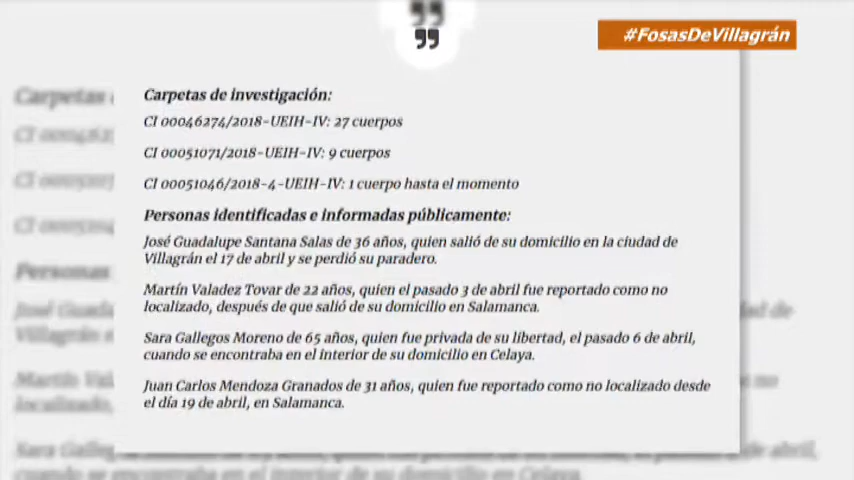 #FosasDeVillagrán
Carpetas de investigación:
CI 00046274/2018-UEIH-IV: 27 cuerpos
CI 00051071/2018-UEIH-IV: 9 cuerpos
CI 00051046/2018-4-UEIH-IV: 1 cuerpo hasta el momento
Personas identificadas e informadas públicamente:
José Guadalupe Santana Salas de 36 años, quien salió de su domicilio en la ciudad de
Villagrán el 17 de abril y se perdió su paradero.
Martín Valadez Tovar de 22 años, quien el pasado 3 de abril fue reportado como no
localizado, después de que salió de su domicilio en Salamanca.
Sara Gallegos Moreno de 65 años, quien fue privada de su libertad, el pasado 6 de abril,
cuando se encontraba en el interior de su domicilio en Celaya.
Juan Carlos Mendoza Granados de 31 años, quien fue reportado como no localizado desde
el día 19 de abril, en Salamanca.